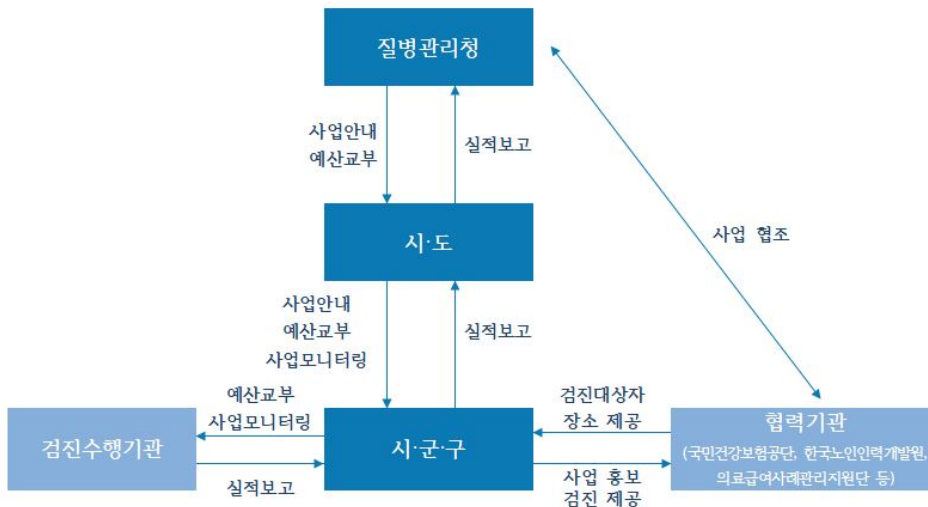 질병관리청
사업안내
예산교부
실적보고
시·도
사업 협조
사업안내
예산교부
사업모니터링
실적보고
예산교부
사업모니터링
검진대상자
장소 제공
검진수행기관
시·군·구
협력기관
(국민건강보험공단, 한국노인인력개발원,
의료급여사례관리지원단 등)
실적보고
사업 홍보
검진 제공